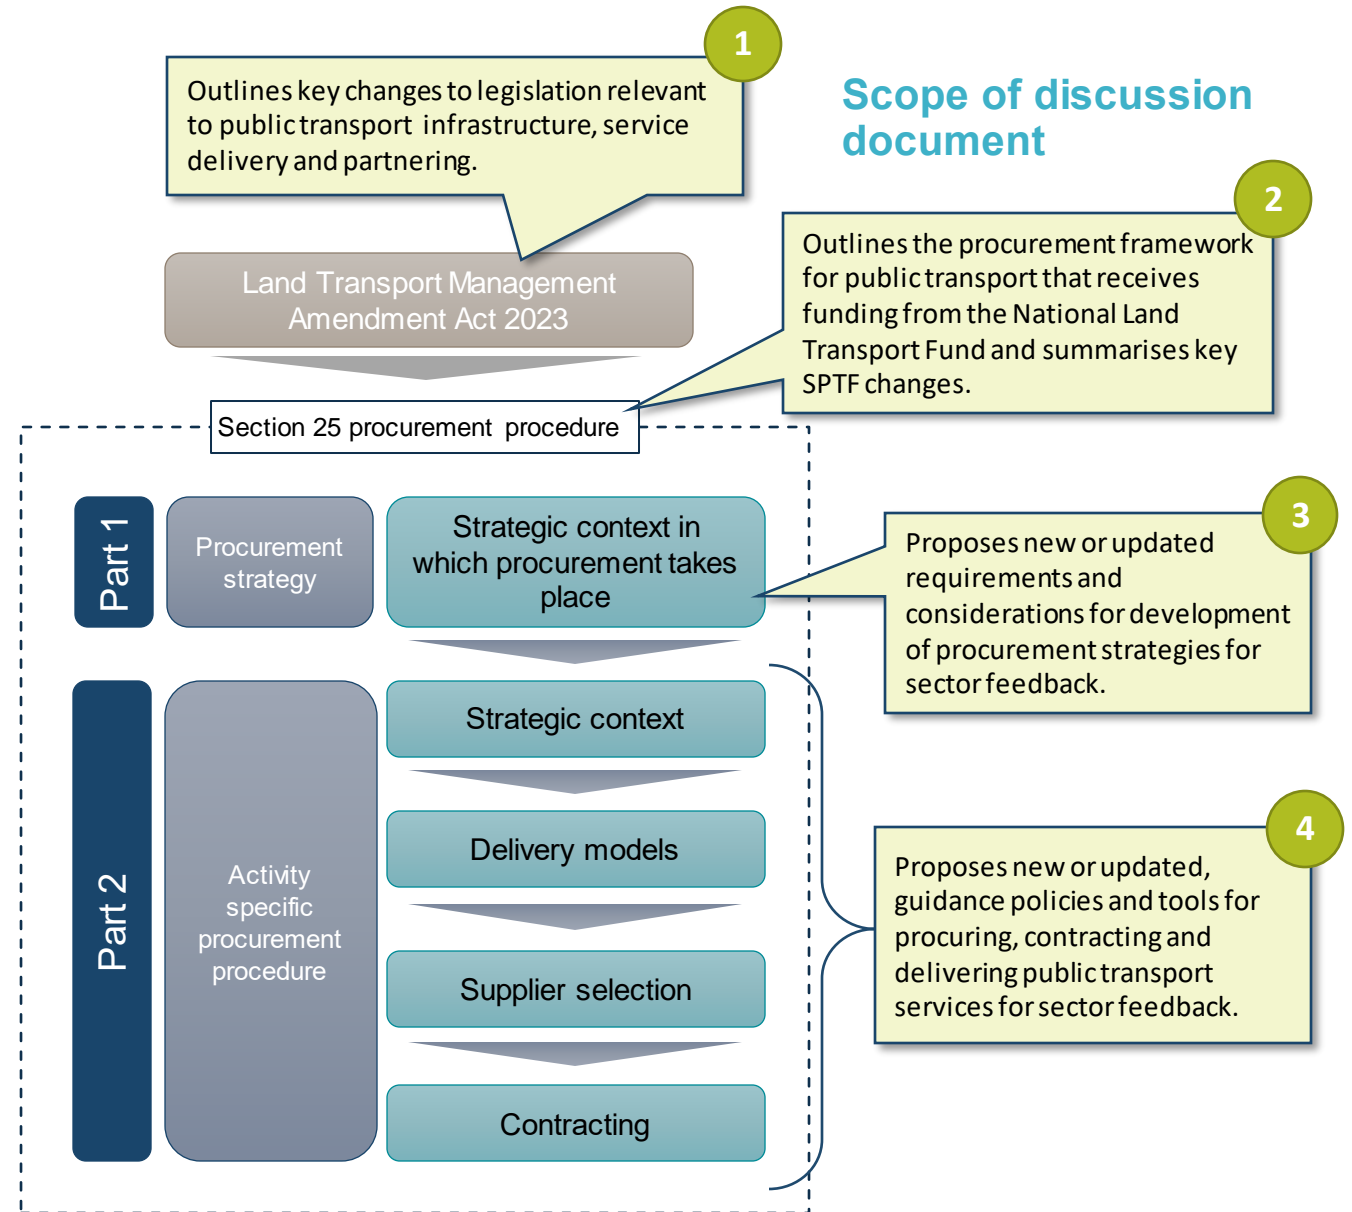 1
Outlines key changes to legislation relevant
to public transport infrastructure, service
delivery and partnering.
Scope of discussion
document
2
Outlines the procurement framework
for public transport that receives
funding from the National Land
Transport Fund and summarises key
SPTF changes.
Land Transport Management
Amendment Act 2023
Section 25 procurement procedure
Part 1
Procurement
strategy
Strategic context in
which procurement takes
place
3
Proposes new or updated
requirements and
considerations for development
of procurement strategies for
sector feedback.
Part 2
Activity
specific
procurement
procedure
Strategic context
Delivery models
Supplier selection
Contracting
4
Proposes new or updated,
guidance policies and tools for
procuring, contracting and
delivering public transport
services for sector feedback.